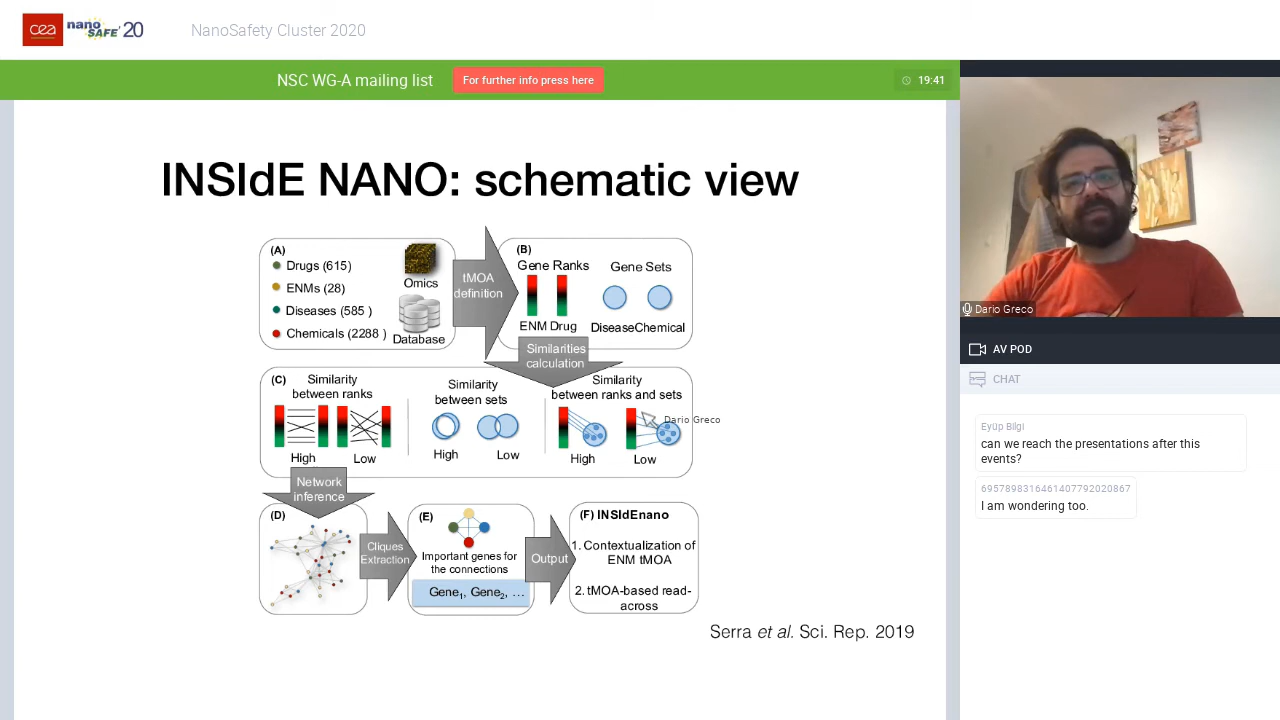 cea
nano
SAFE' 20
NanoSafety Cluster 2020
NSC WG-A mailing list
For further info press here
19:41
INSIdE NANO: schematic view
(A)
Drugs (615)
ENMs (28)
Diseases (585 )
Chemicals (2288 )
Omics
Database
tMOA
definition
(B)
Gene Ranks
Gene Sets
ENM Drug
DiseaseChemical
Similarities
calculation
(C)
Similarity
between ranks
High
Low
Similarity
between sets
High
Low
Similarity
between ranks and sets
High
Low
Dario Greco
Network
inference
(D)
Cliques
Extraction
(E)
Important genes for
the connections
Gene1, Gene2, ...
Output
(F) INSIdEnano
1. Contextualization of
ENM tMOA
2. tMOA-based read-
across
Serra et al. Sci. Rep. 2019
Dario Greco
AV POD
CHAT
Eyüp Bilgi
can we reach the presentations after this
events?
6957898316461407792020867
I am wondering too.